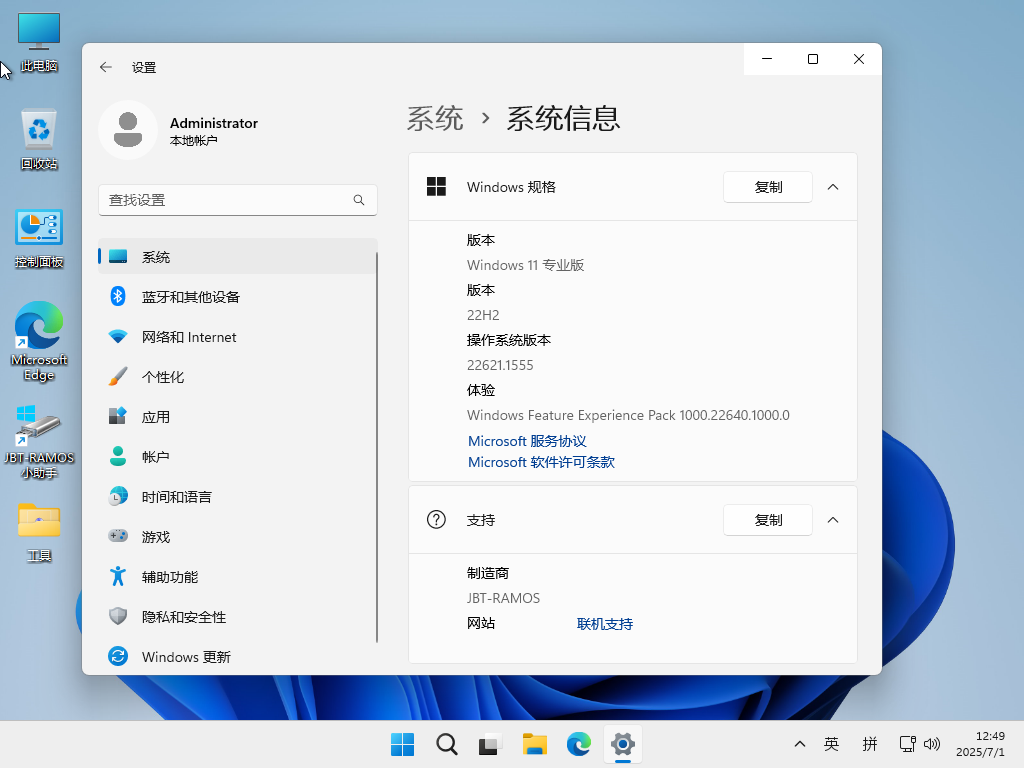 此电脑
回收站
控制面板
Microsoft
Edge
JBT-RAMOS
小助手
工具
设置
Administrator
本地帐户
查找设置
系统
蓝牙和其他设备
网络和 Internet
个性化
应用
帐户
时间和语言
游戏
辅助功能
隐私和安全性
Windows 更新
系统 › 系统信息
Windows 规格
复制
版本
Windows 11 专业版
版本
22H2
操作系统版本
22621.1555
体验
Windows Feature Experience Pack 1000.22640.1000.0
Microsoft 服务协议
Microsoft 软件许可条款
支持
复制
制造商
JBT-RAMOS
网站 联机支持
英
拼
12:49
2025/7/1